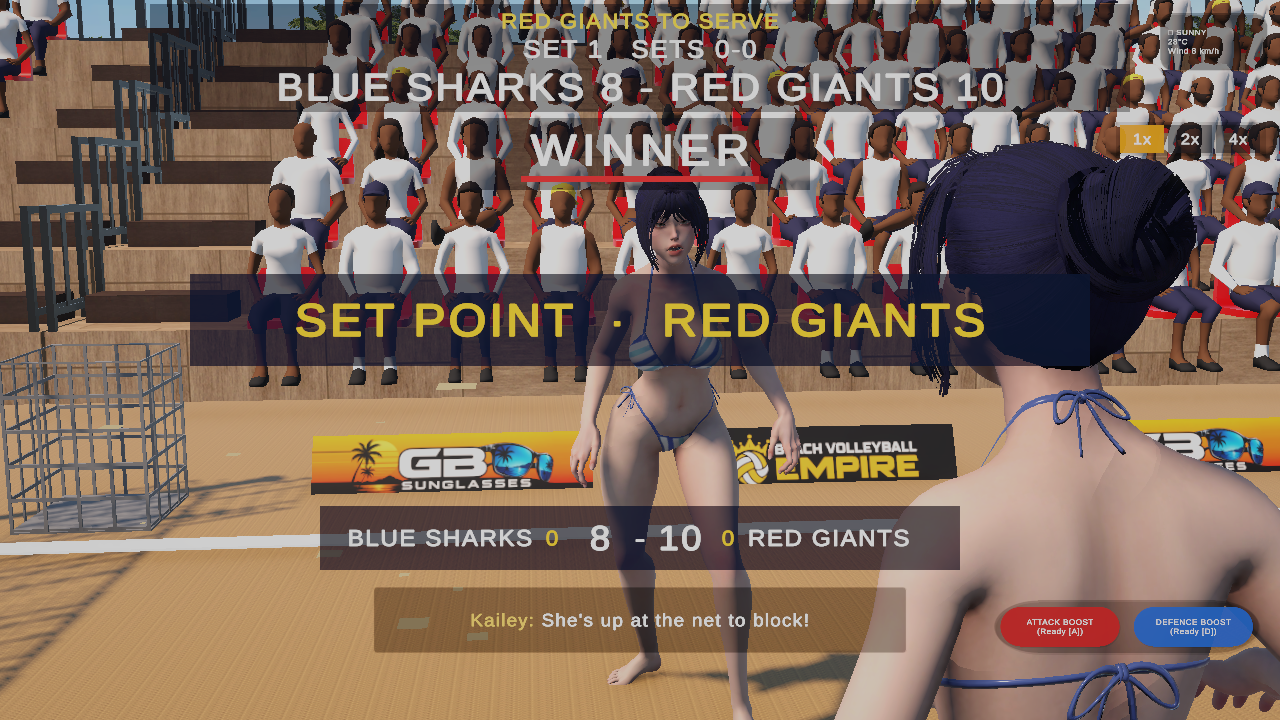 RED GIANTS TO SERVE
SET 1 SETS 0-0
BLUE SHARKS 8 - RED GIANTS 10
SUNNY
28°C
Wind 8 km/h
WINNER
1x 2x 4x
SET POINT · RED GIANTS
GB
SUNGLASSES
BEACH VOLLEYBALL
EMPIRE
BLUE SHARKS 0 8 - 10 0 RED GIANTS
Kailey: She's up at the net to block!
ATTACK BOOST
(Ready [A])
DEFENCE BOOST
(Ready [D])